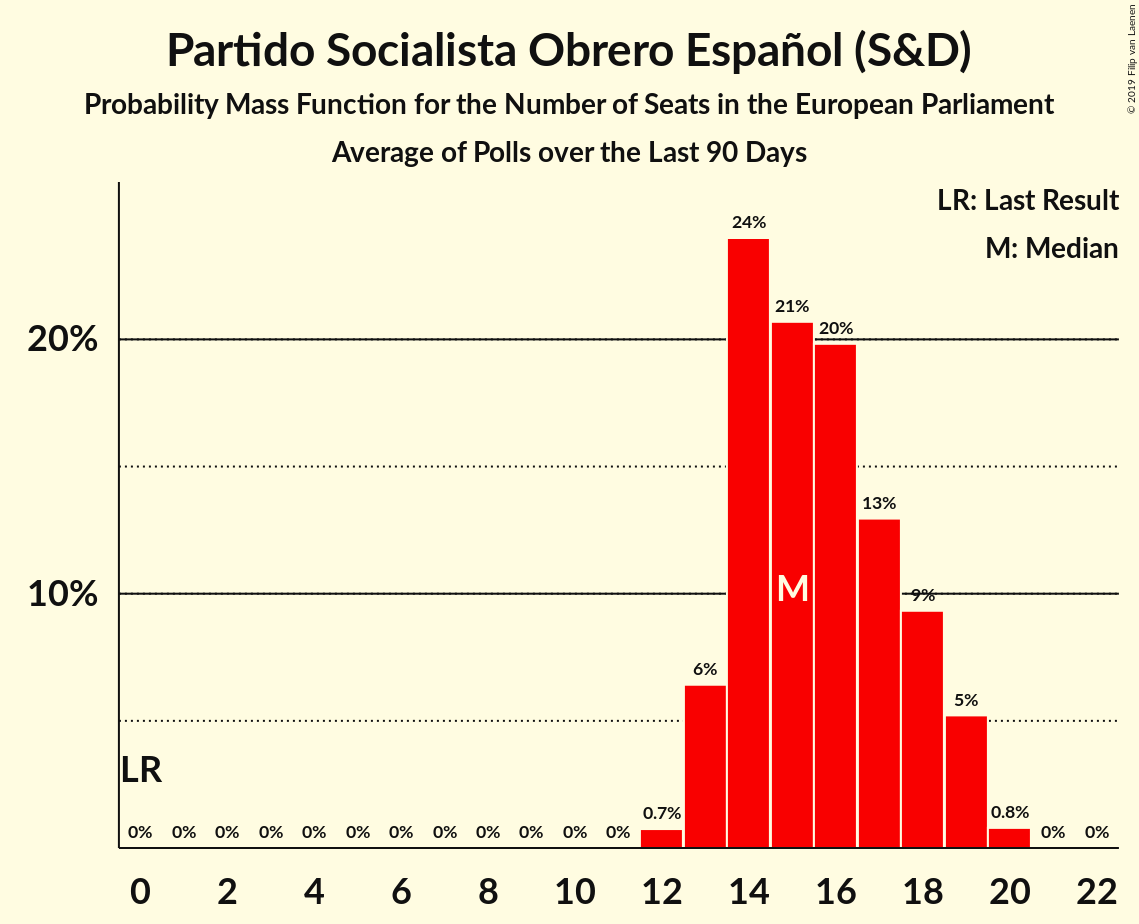 Partido Socialista Obrero Español (S&D)
Probability Mass Function for the Number of Seats in the European Parliament
Average of Polls over the Last 90 Days
© 2019 Filip van Laenen
LR: Last Result
M: Median
20%
10%
24%
21%
20%
13%
M
9%
6%
5%
LR
0% 0% 0% 0% 0% 0% 0% 0% 0% 0% 0% 0% 0.7% 0.8% 0% 0%
0 2 4 6 8 10 12 14 16 18 20 22